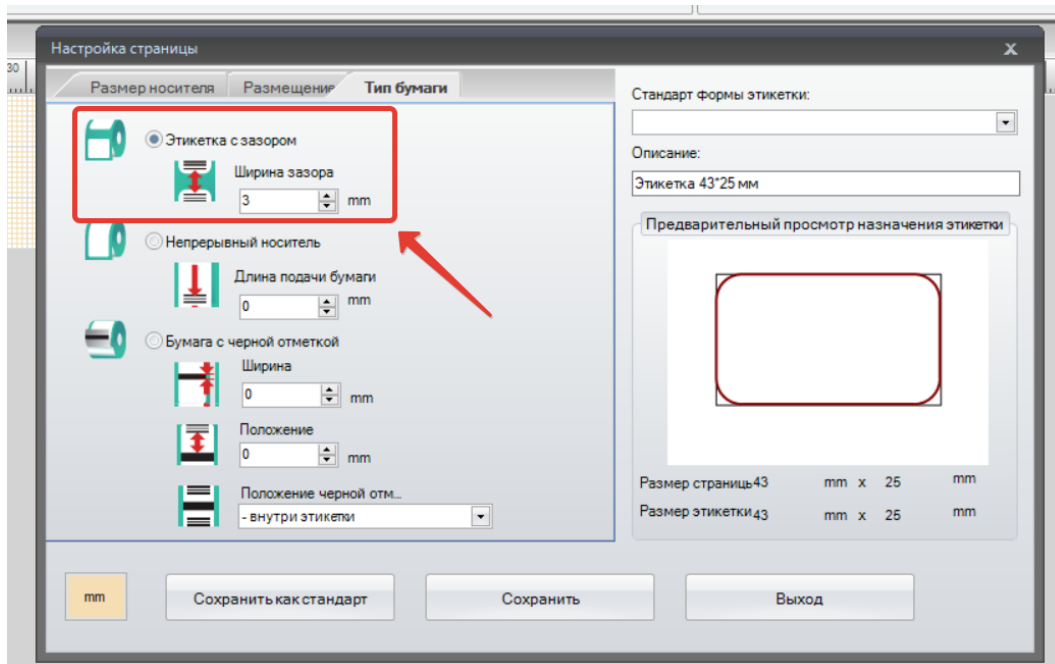 30
Настройка страницы
x
Размер носителя
Размещение
Тип бумаги
Этикетка с зазором
Ширина зазора
3 mm
Непрерывный носитель
Длина подачи бумаги
0 mm
Бумага с черной отметкой
Ширина
0 mm
Положение
0 mm
Положение черной отм...
- внутри этикетки
Стандарт формы этикетки:
Описание:
Этикетка 43*25 мм
Предварительный просмотр назначения этикетки
Размер страниць 43 mm x 25 mm
Размер этикетки 43 mm x 25 mm
mm
Сохранить как стандарт
Сохранить
Выход